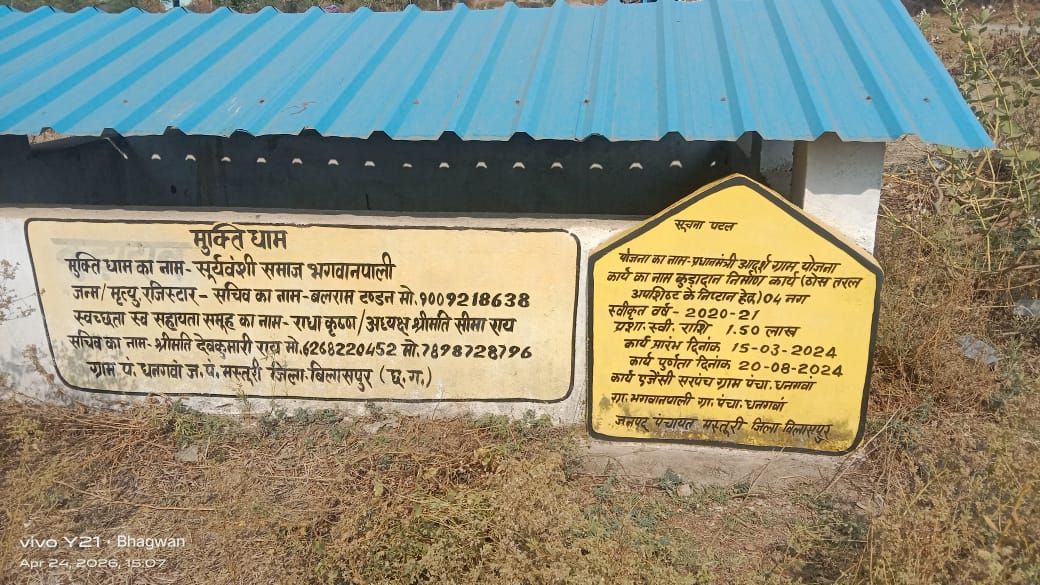 मुक्ति धाम
मुक्ति धाम का नाम- सूर्यवंशी समाज भगवानपाली
जन्म/मृत्यु रजिस्टार- सचिव का नाम-बलराम टण्डन मो.9009218638
स्वच्छता स्व सहायता समूह का नाम- राधा कृष्ण/अध्यक्ष श्रीमति सीमा राय
सचिव का नाम-श्रीमति देवकुमारी राय मो.6268220452 मो.7898728796
ग्राम पं. धनगवां ज.पं. मस्तूरी जिला-बिलासपुर (छ.ग.)
सूचना पटल
योजना का नाम-प्रधानमंत्री आदर्श ग्राम योजना
कार्य का नाम कुड़ादान निर्माण कार्य (ठोस तरल
अपशिष्ट के निपटान हेतु) 04 नग
स्वीकृत वर्ष - 2020-21
प्रशा. स्वी. राशि 1.50 लाख
कार्य प्रारंभ दिनांक 15-03-2024
कार्य पुर्णता दिनांक 20-08-2024
कार्य एजेंसी सरपंच ग्राम पंचा. धनगवां
ग्रा. भगवानपाली ग्रा. पंचा. धनगवां
जनपद पंचायत मस्तूरी जिला बिलासपुर
vivo Y21 · Bhagwan
Apr 24, 2026, 15:07